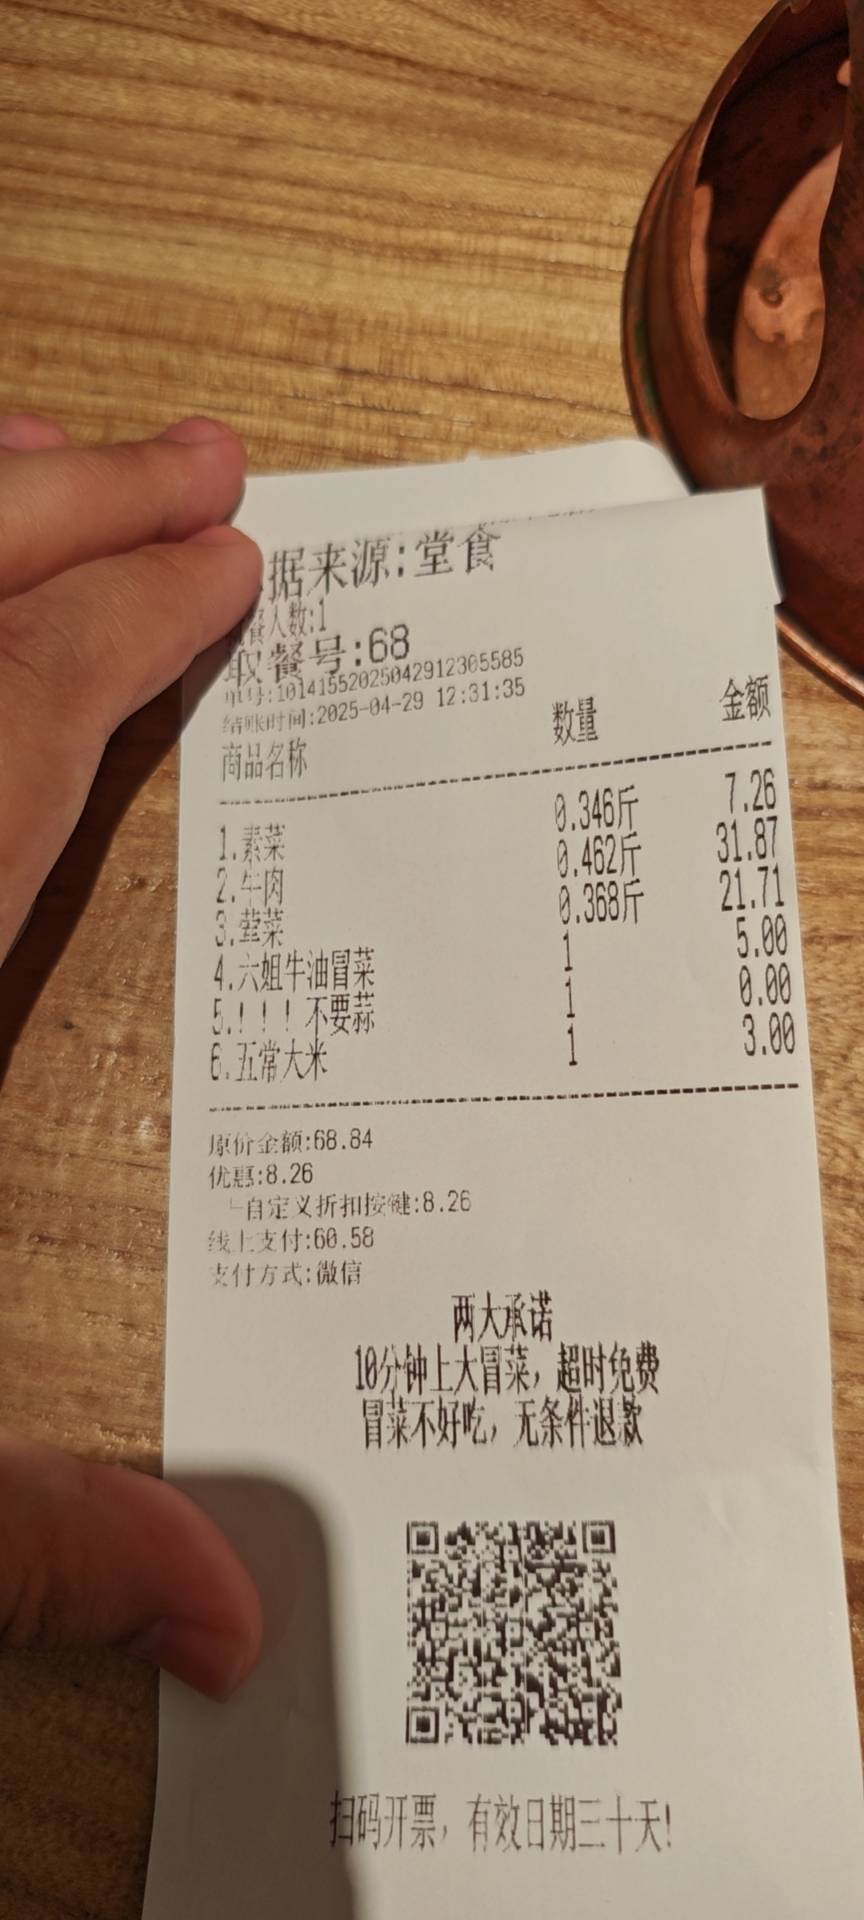 据来源:堂食
餐人数:1
取餐号:68
单号:10141552025042912305585
结账时间:2025-04-29 12:31:35
商品名称 数量 金额
1.素菜 0.346斤 7.26
2.牛肉 0.462斤 31.87
3.荤菜 0.368斤 21.71
4.六姐牛油冒菜 1 5.00
5.！！！不要蒜 1 0.00
6.五常大米 1 3.00
原价金额:68.84
优惠:8.26
└自定义折扣按键:8.26
线上支付:60.58
支付方式:微信
两大承诺
10分钟上大冒菜，超时免费
冒菜不好吃，无条件退款
扫码开票，有效日期三十天!